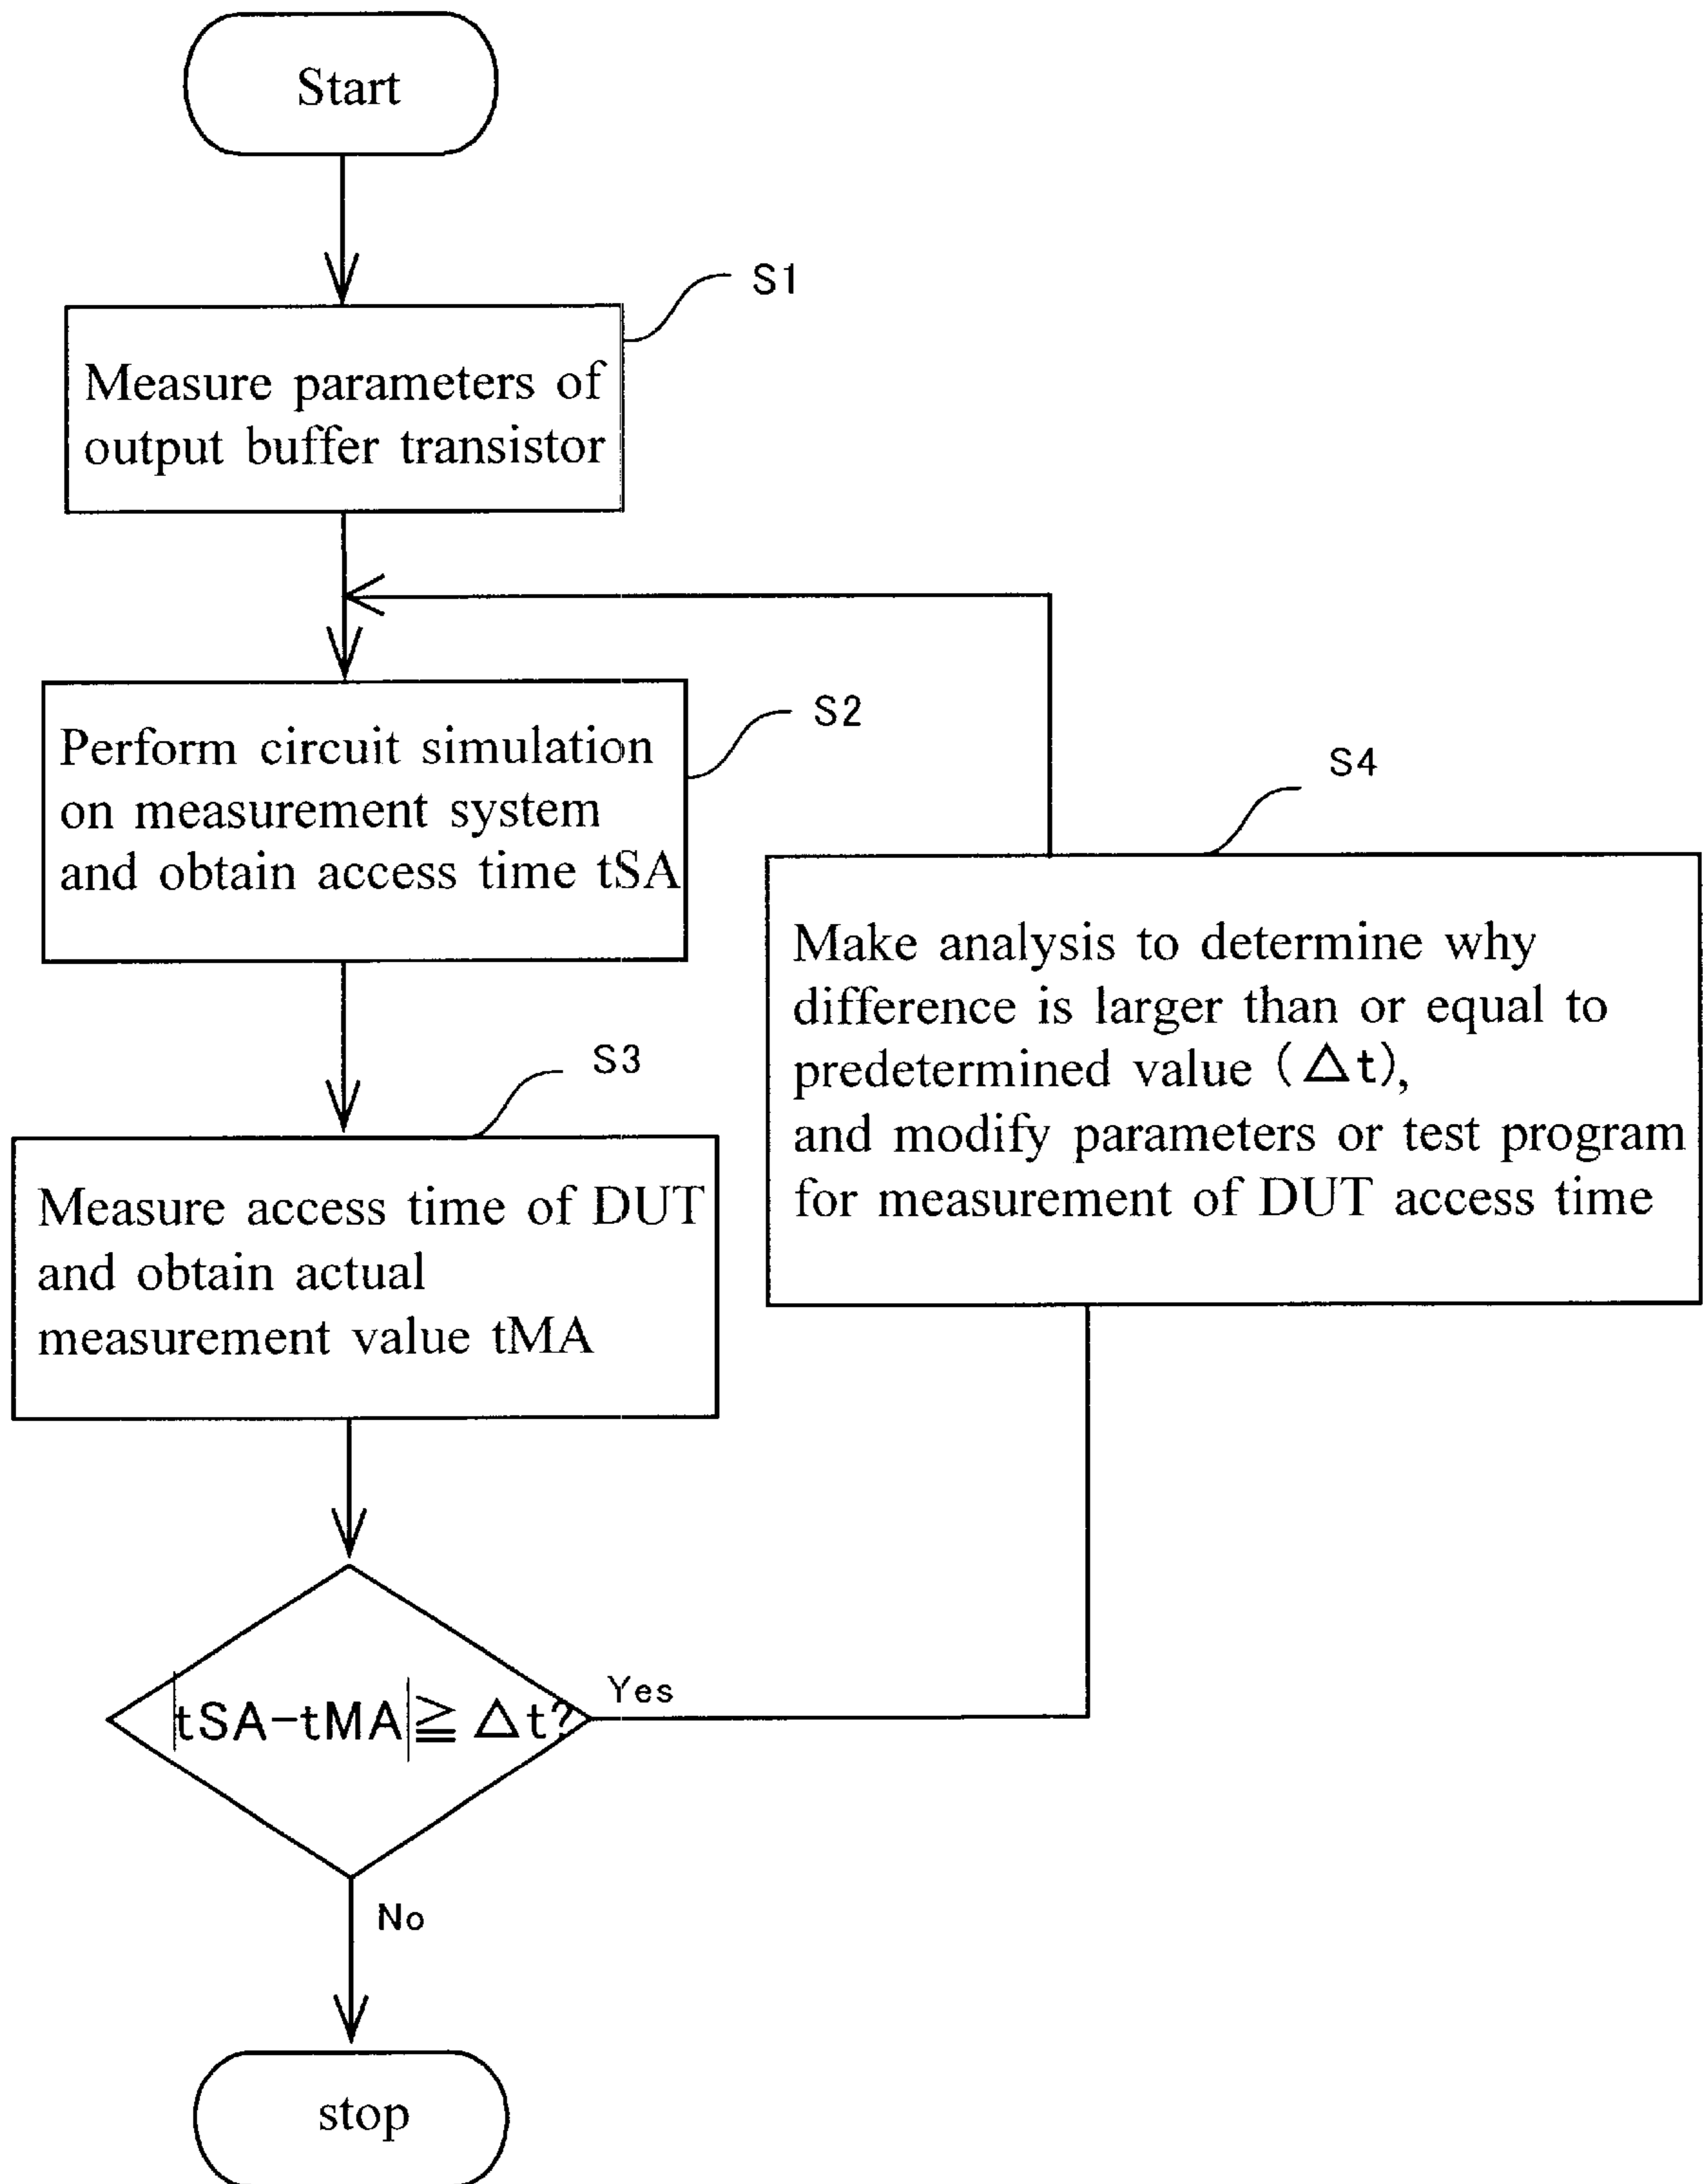 Start
S1
Measure parameters of
output buffer transistor
S2
Perform circuit simulation
on measurement system
and obtain access time tSA
S4
Make analysis to determine why
difference is larger than or equal to
predetermined value (△t),
and modify parameters or test program
for measurement of DUT access time
S3
Measure access time of DUT
and obtain actual
measurement value tMA
|tSA-tMA|≧ △t?
Yes
No
stop